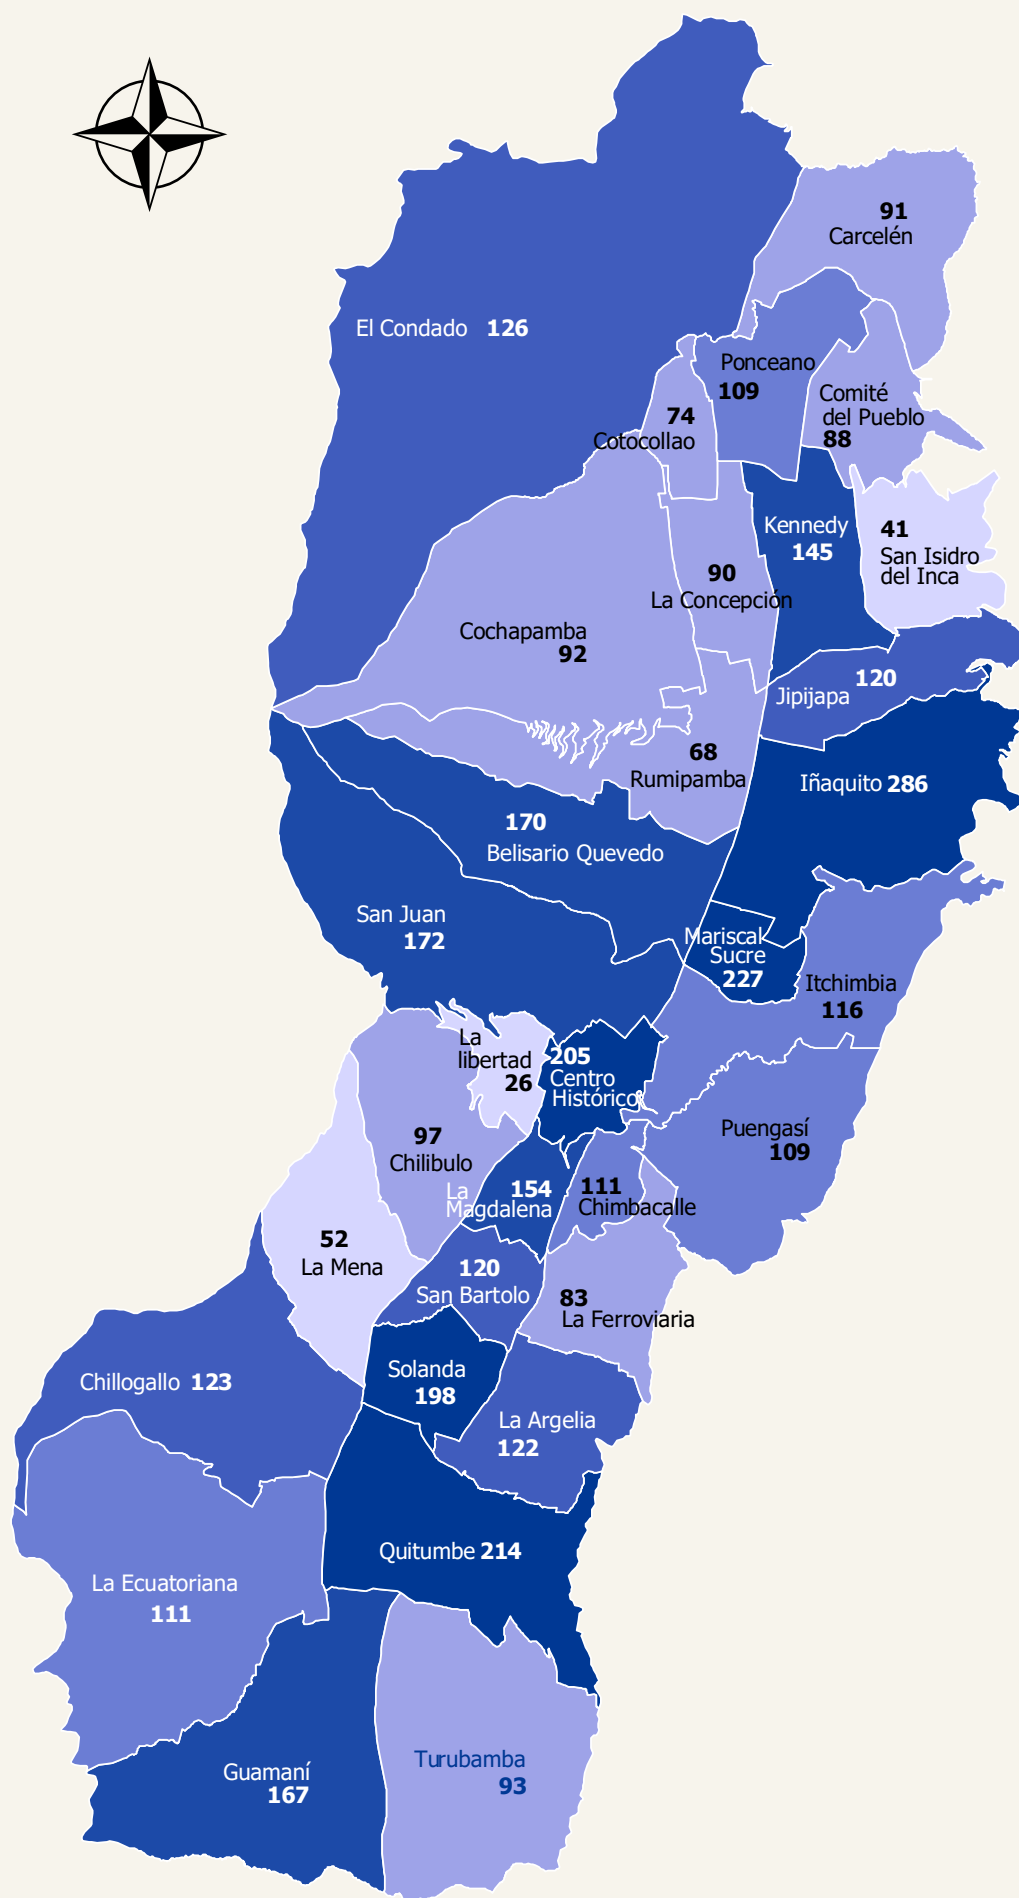 91
Carcelén
El Condado 126
Ponceano
109
Comité
del Pueblo
88
74
Cotocollao
Kennedy
145
41
San Isidro
del Inca
90
La Concepción
Cochapamba
92
120
Jipijapa
68
Rumipamba
Iñaquito 286
170
Belisario Quevedo
San Juan
172
Mariscal
Sucre
227
Itchimbia
116
La
libertad
26
205
Centro
Histórico
Puengasí
109
97
Chilibulo
La
Magdalena
154
111
Chimbacalle
52
La Mena
120
San Bartolo
83
La Ferroviaria
Chillogallo 123
Solanda
198
La Argelia
122
Quitumbe 214
La Ecuatoriana
111
Guamaní
167
Turubamba
93